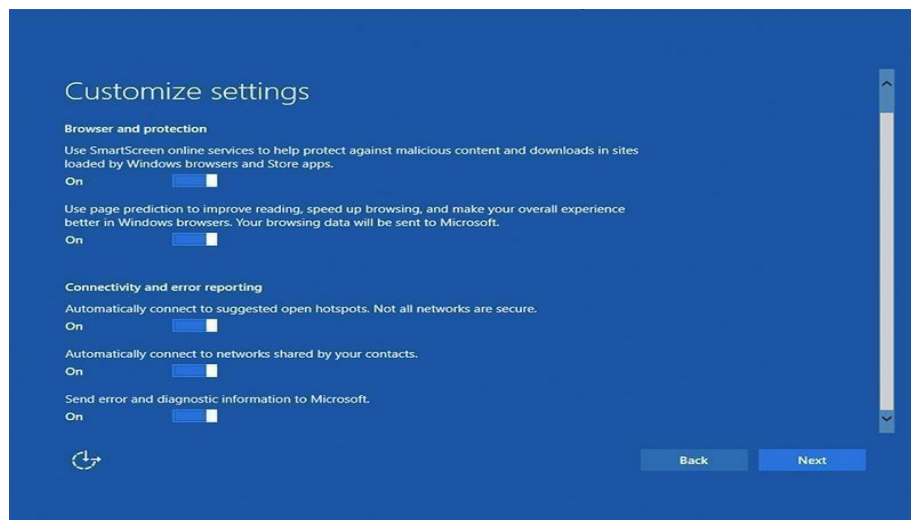 Customize settings
Browser and protection
Use SmartScreen online services to help protect against malicious content and downloads in sites
loaded by Windows browsers and Store apps.
On
Use page prediction to improve reading, speed up browsing, and make your overall experience
better in Windows browsers. Your browsing data will be sent to Microsoft.
On
Connectivity and error reporting
Automatically connect to suggested open hotspots. Not all networks are secure.
On
Automatically connect to networks shared by your contacts.
On
Send error and diagnostic information to Microsoft.
On
Back Next